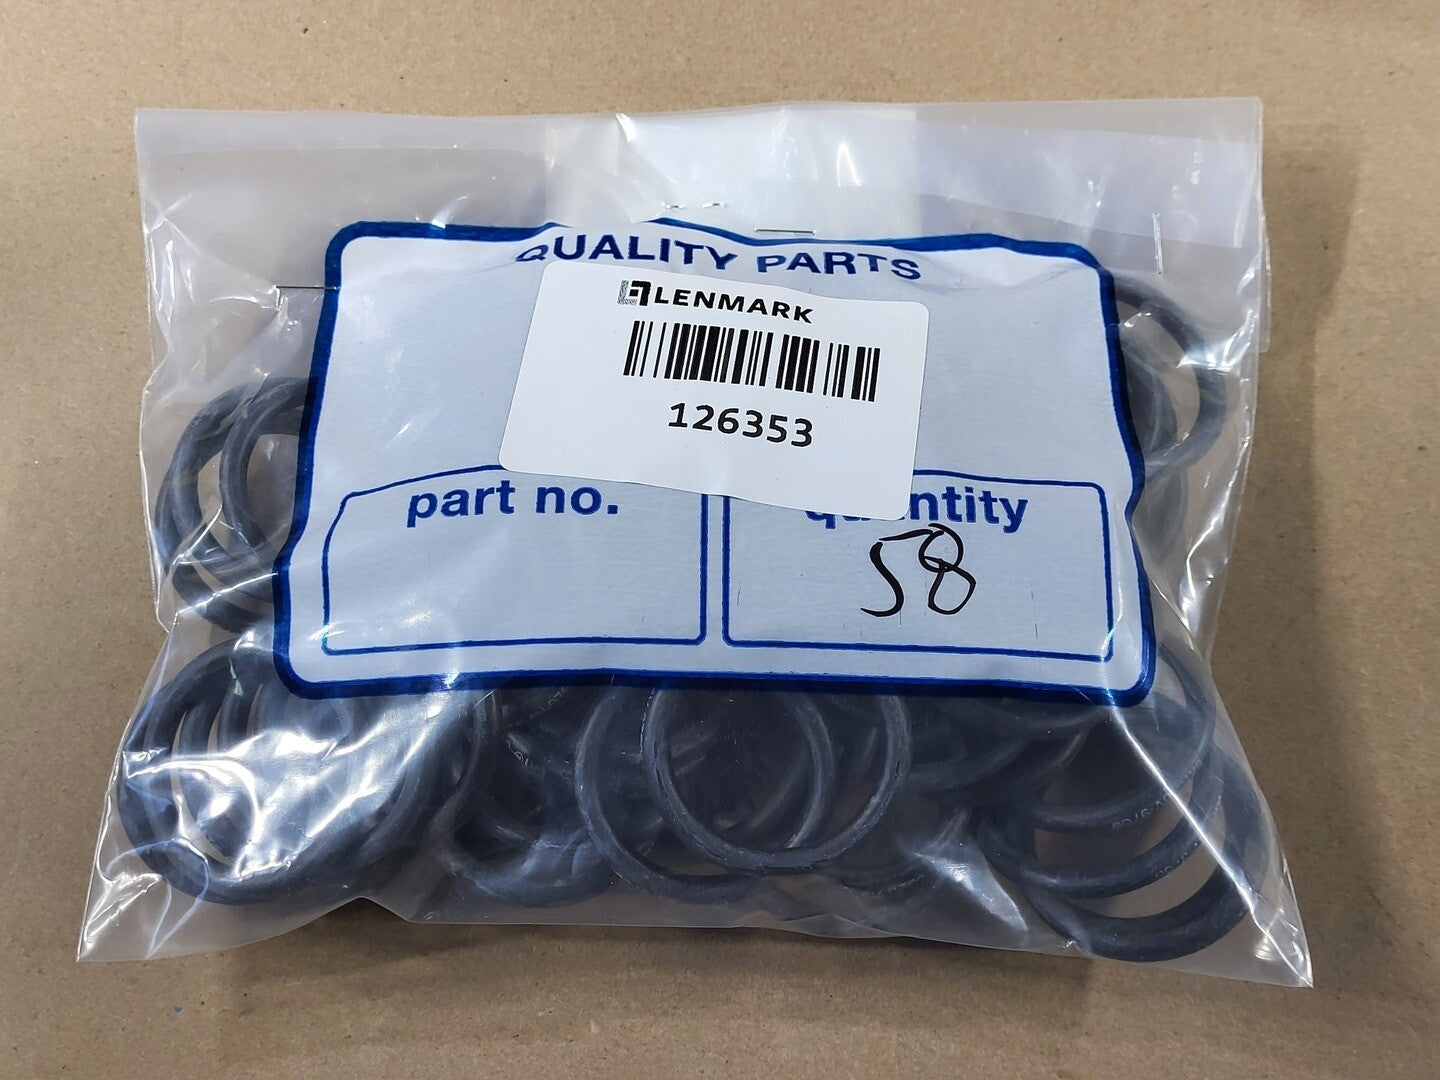 QUALITY PARTS
LENMARK
126353
part no.
quantity
58